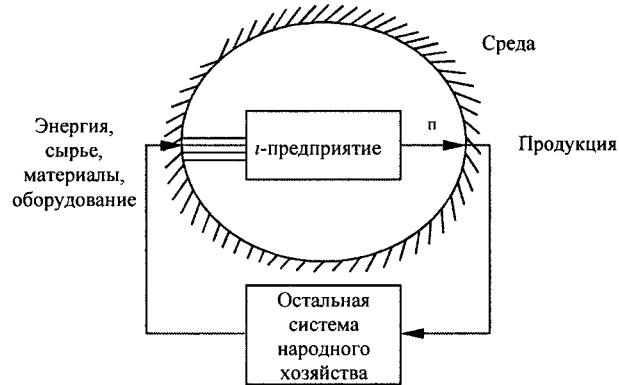 Среда
Энергия,
сырье,
материалы,
оборудование
i-предприятие
п
Продукция
Остальная
система
народного
хозяйства